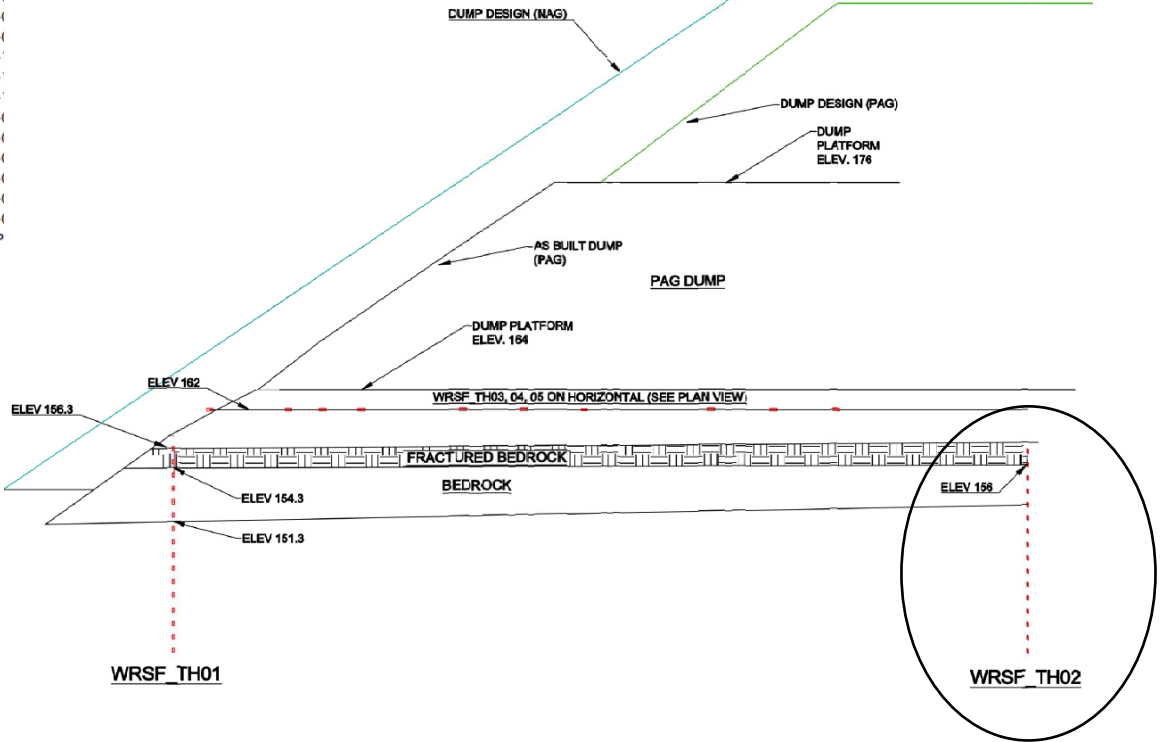 DUMP DESIGN (NAG)
DUMP DESIGN (PAG)
DUMP
PLATFORM
ELEV. 176
AS BUILT DUMP
(PAG)
PAG DUMP
DUMP PLATFORM
ELEV. 164
ELEV 162
WRSF_TH03, 04, 05 ON HORIZONTAL (SEE PLAN VIEW)
ELEV 156.3
FRACTURED BEDROCK
BEDROCK
ELEV 156
ELEV 154.3
ELEV 151.3
WRSF_TH01
WRSF_TH02